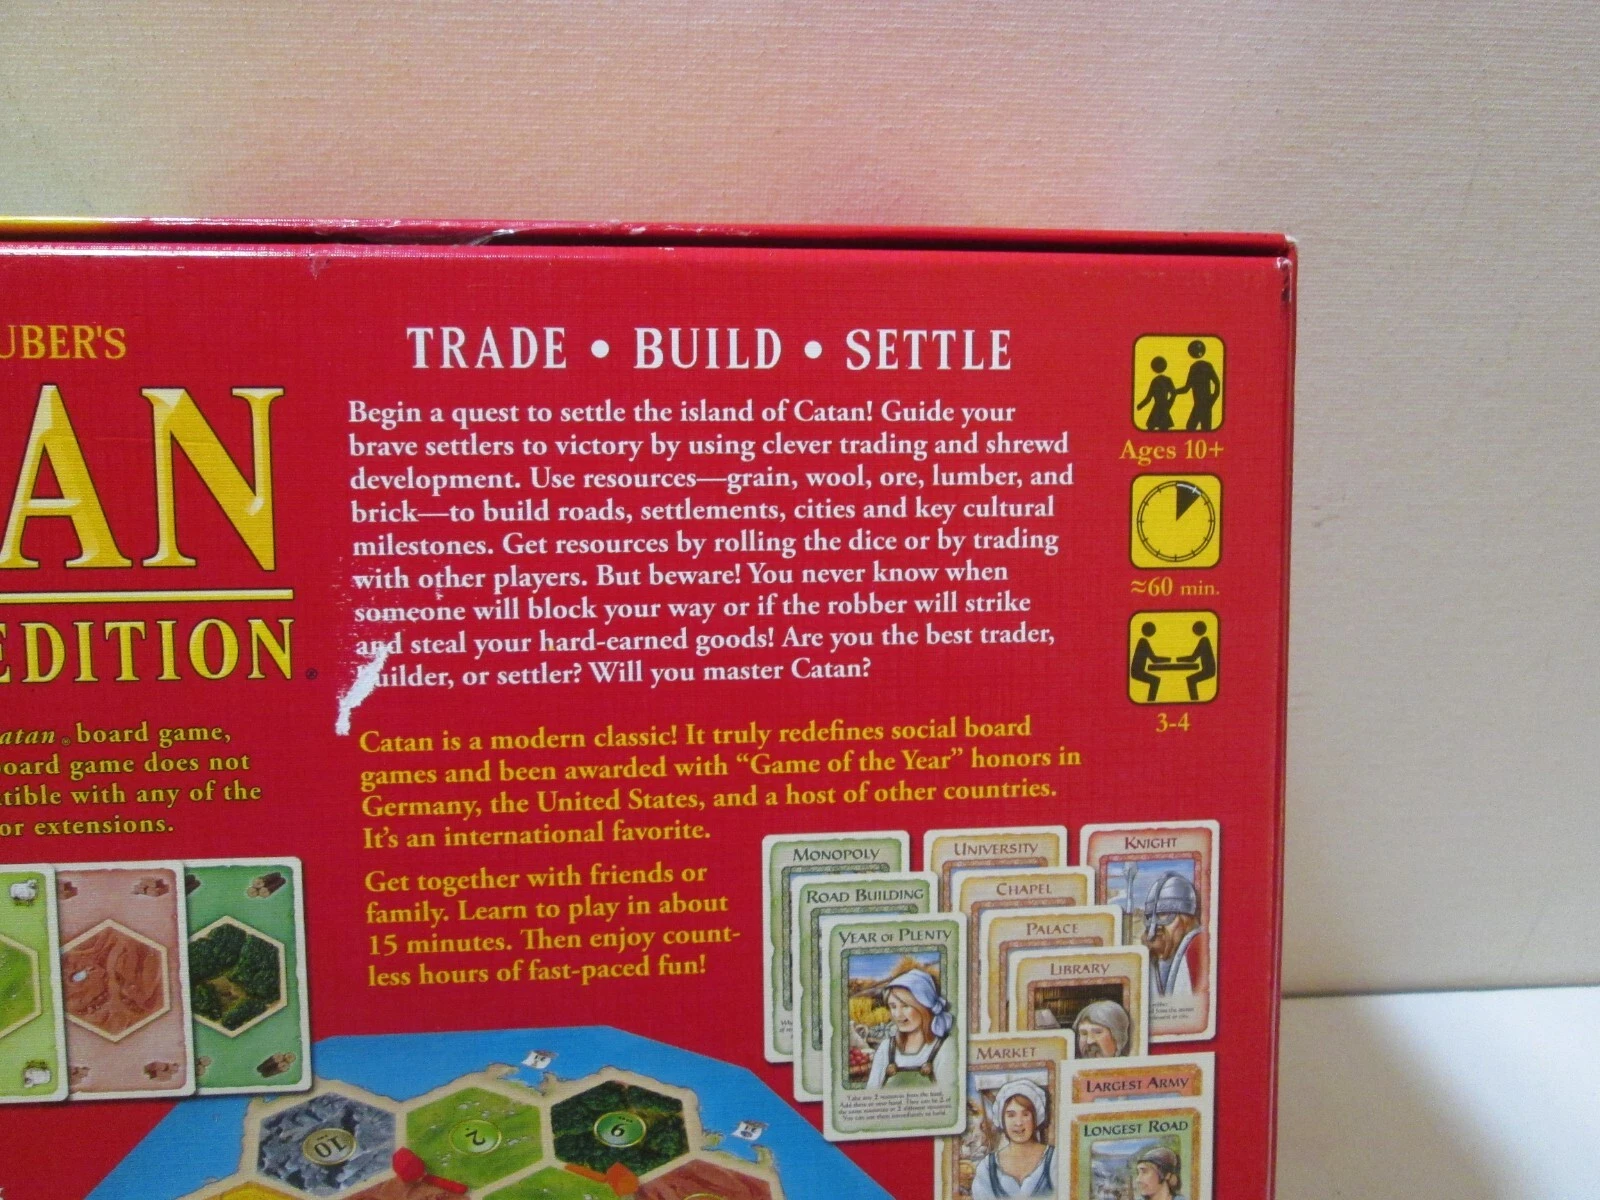 UBER'S
AN
EDITION®
atan® board game,
board game does not
tible with any of the
or extensions.
TRADE • BUILD • SETTLE
Begin a quest to settle the island of Catan! Guide your
brave settlers to victory by using clever trading and shrewd
development. Use resources—grain, wool, ore, lumber, and
brick—to build roads, settlements, cities and key cultural
milestones. Get resources by rolling the dice or by trading
with other players. But beware! You never know when
someone will block your way or if the robber will strike
and steal your hard-earned goods! Are you the best trader,
builder, or settler? Will you master Catan?
Catan is a modern classic! It truly redefines social board
games and been awarded with “Game of the Year” honors in
Germany, the United States, and a host of other countries.
It's an international favorite.
Get together with friends or
family. Learn to play in about
15 minutes. Then enjoy count-
less hours of fast-paced fun!
Ages 10+
≈60 min.
3-4
MONOPOLY
ROAD BUILDING
YEAR OF PLENTY
UNIVERSITY
CHAPEL
PALACE
LIBRARY
MARKET
KNIGHT
LARGEST ARMY
LONGEST ROAD
10
2
9